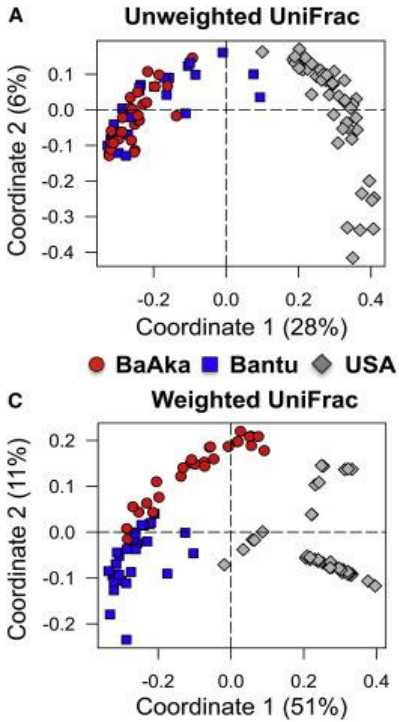 A
Unweighted UniFrac
Coordinate 2 (6%)
0.1
0.0
-0.1
-0.2
-0.3
-0.4
-0.2 0.0 0.2 0.4
Coordinate 1 (28%)
BaAka Bantu USA
C
Weighted UniFrac
Coordinate 2 (11%)
0.2
0.1
0.0
-0.1
-0.2
-0.2 0.0 0.2 0.4
Coordinate 1 (51%)